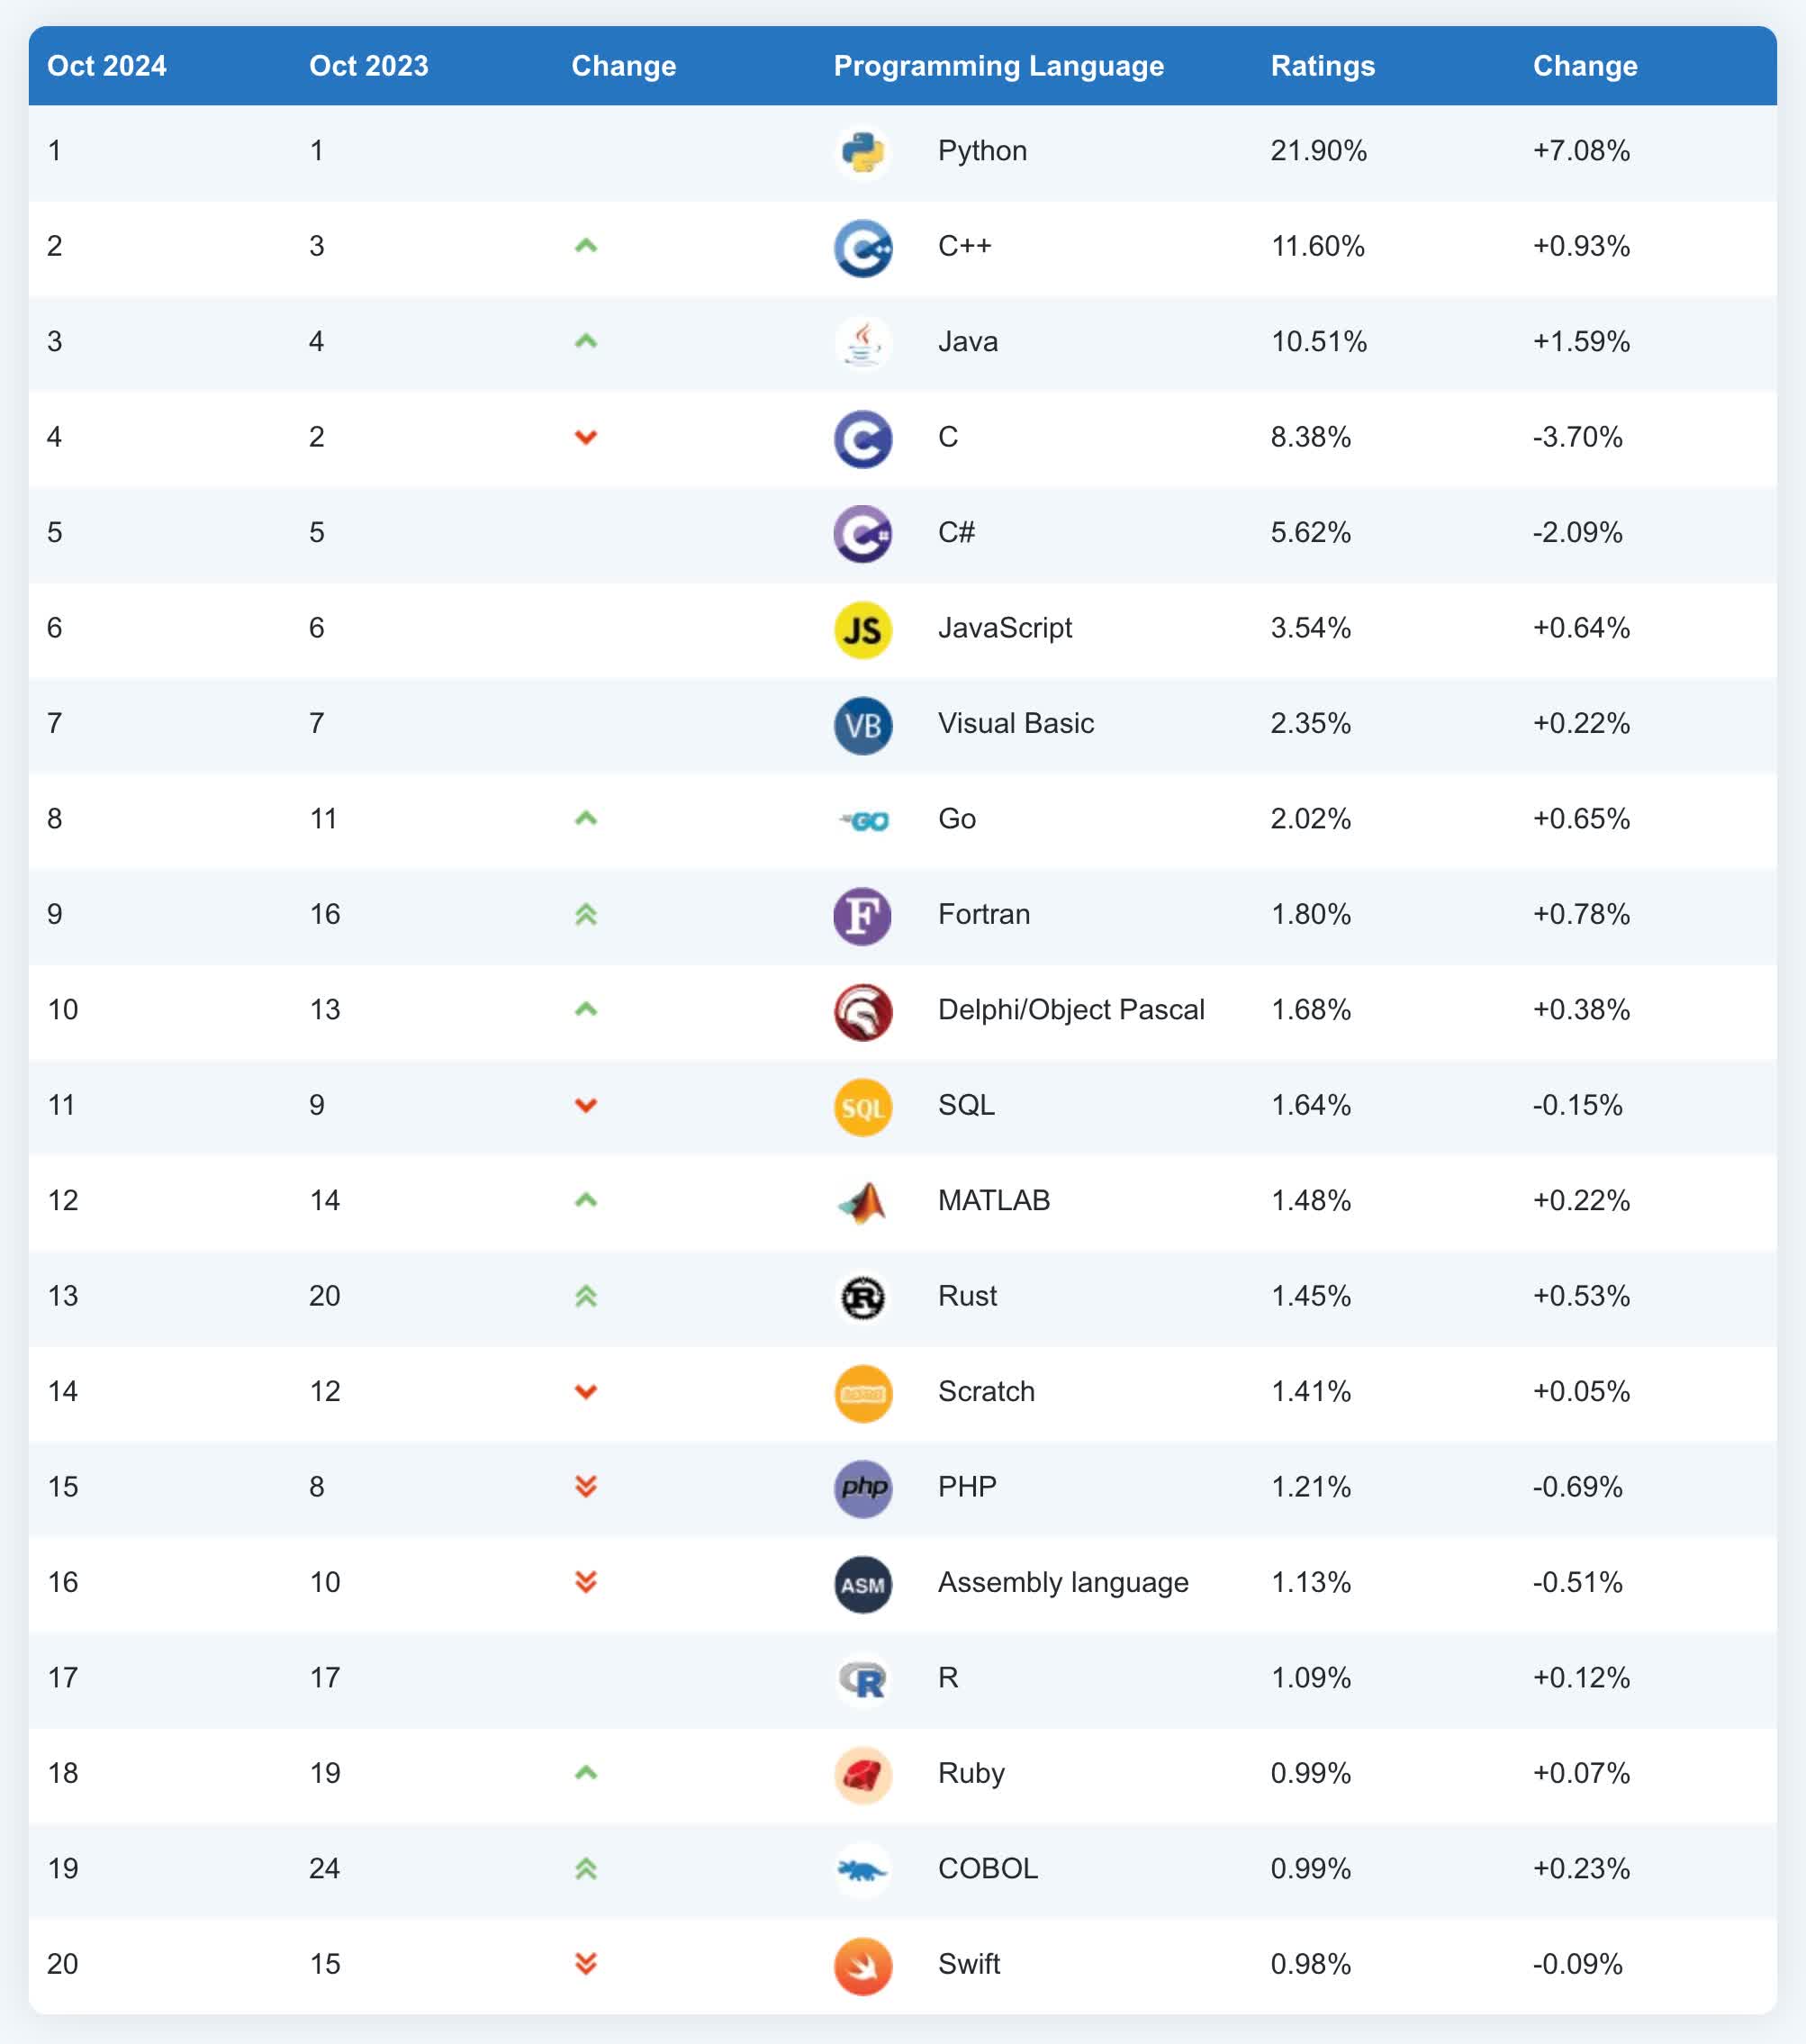 Oct 2024 Oct 2023 Change Programming Language Ratings Change
1 1 Python 21.90% +7.08%
2 3 C++ 11.60% +0.93%
3 4 Java 10.51% +1.59%
4 2 C 8.38% -3.70%
5 5 C# 5.62% -2.09%
6 6 JS JavaScript 3.54% +0.64%
7 7 VB Visual Basic 2.35% +0.22%
8 11 GO Go 2.02% +0.65%
9 16 F Fortran 1.80% +0.78%
10 13 Delphi/Object Pascal 1.68% +0.38%
11 9 SQL SQL 1.64% -0.15%
12 14 MATLAB 1.48% +0.22%
13 20 R Rust 1.45% +0.53%
14 12 Scratch 1.41% +0.05%
15 8 php PHP 1.21% -0.69%
16 10 ASM Assembly language 1.13% -0.51%
17 17 R R 1.09% +0.12%
18 19 Ruby 0.99% +0.07%
19 24 COBOL 0.99% +0.23%
20 15 Swift 0.98% -0.09%